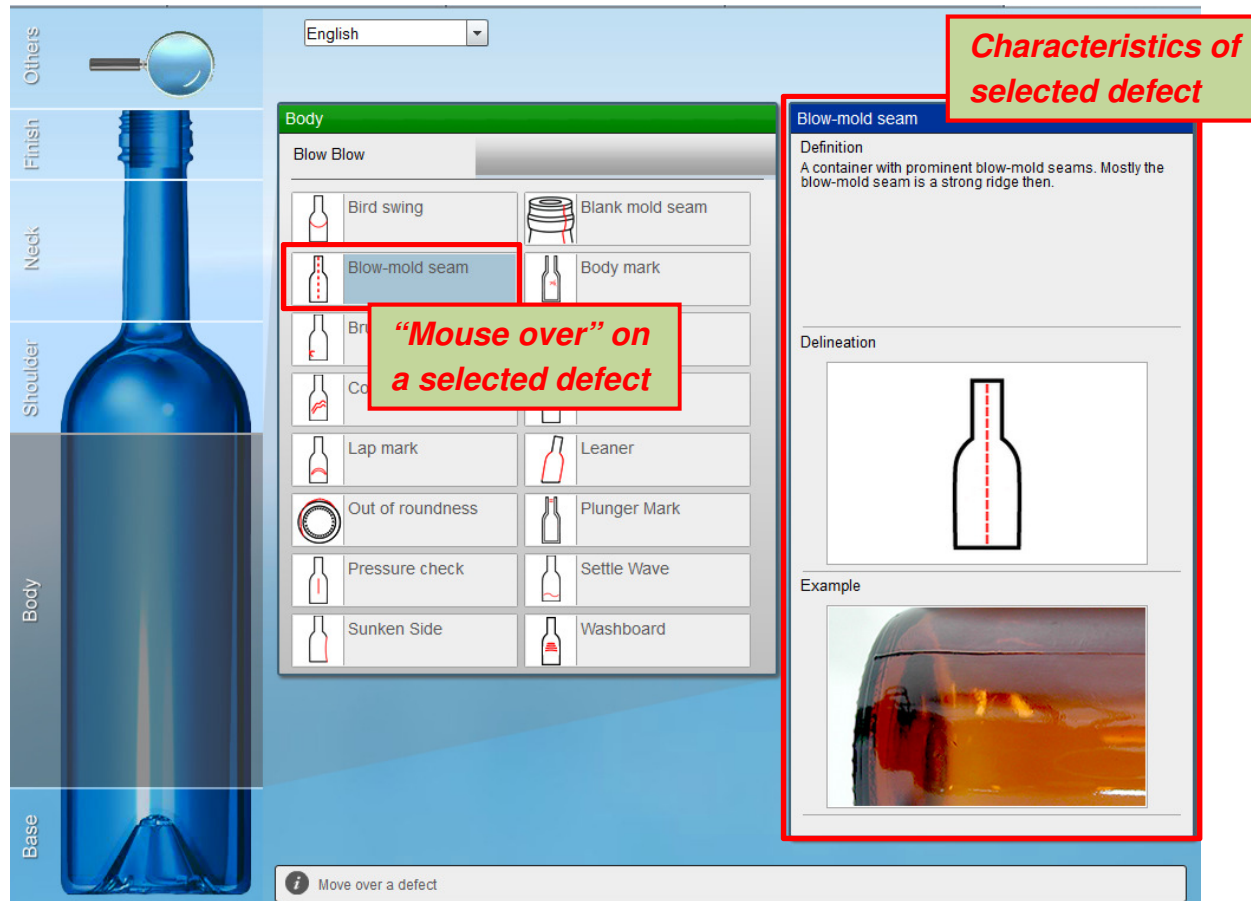 Others
Finish
Neck
Shoulder
Body
Base
English
Characteristics of
selected defect
Body
Blow Blow
Bird swing
Blank mold seam
Blow-mold seam
Body mark
“Mouse over” on
a selected defect
Lap mark
Leaner
Out of roundness
Plunger Mark
Pressure check
Settle Wave
Sunken Side
Washboard
Blow-mold seam
Definition
A container with prominent blow-mold seams. Mostly the
blow-mold seam is a strong ridge then.
Delineation
Example
Move over a defect